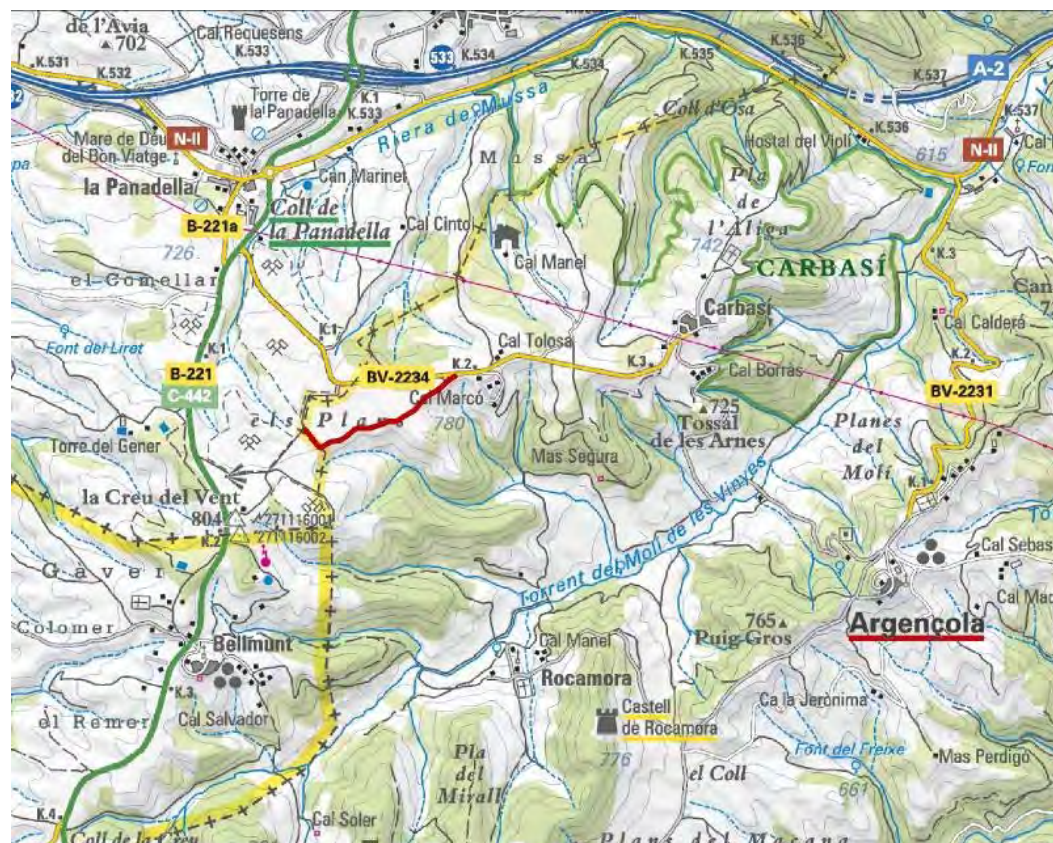 de l'Avia
702
Cal Requesens
K.533
533
K.534
K.534
K.535
K.536
K.537
A-2
K.531
K.532
K.1
K.533
Torre de
la Panadella
Riera de Mussa
Coll d'Osa
Hostal del Violí
K.536
615
N-II
K.537
Mare de Déu
del Bon Viatge
N-II
Can Marinet
Mussa
la Panadella
Coll de
la Panadella
B-221a
Cal Cinto
Pla
de
l'Àliga
742
726
Cal Manel
CARBASÍ
K.3
el Comellar
Carbasí
Cal Calderà
Font del Lloret
K.1
K.1
Cal Tolosa
K.3
K.2
B-221
C-442
BV-2234
K.2
Cal Marcó
Cal Borràs
BV-2231
els Plans
780
725
Tossal
de les Arnes
Planes
del
Molí
Torre del Gener
Mas Segura
K.1
la Creu del Vent
804
271116001
271116002
K.2
Torrent del Molí de les Vinyes
Cal Sebas
Gàver
Colomer
Bellmunt
Cal Manel
765
Puig Gros
Argençola
Rocamora
K.3
Cal Salvador
el Remer
Castell
de Rocamora
Ca la Jerònima
776
Font del Freixe
Mas Perdigó
Pla
del
Mirall
el Coll
661
K.4
Cal Soler
Coll de la Creu
Plans del Magana